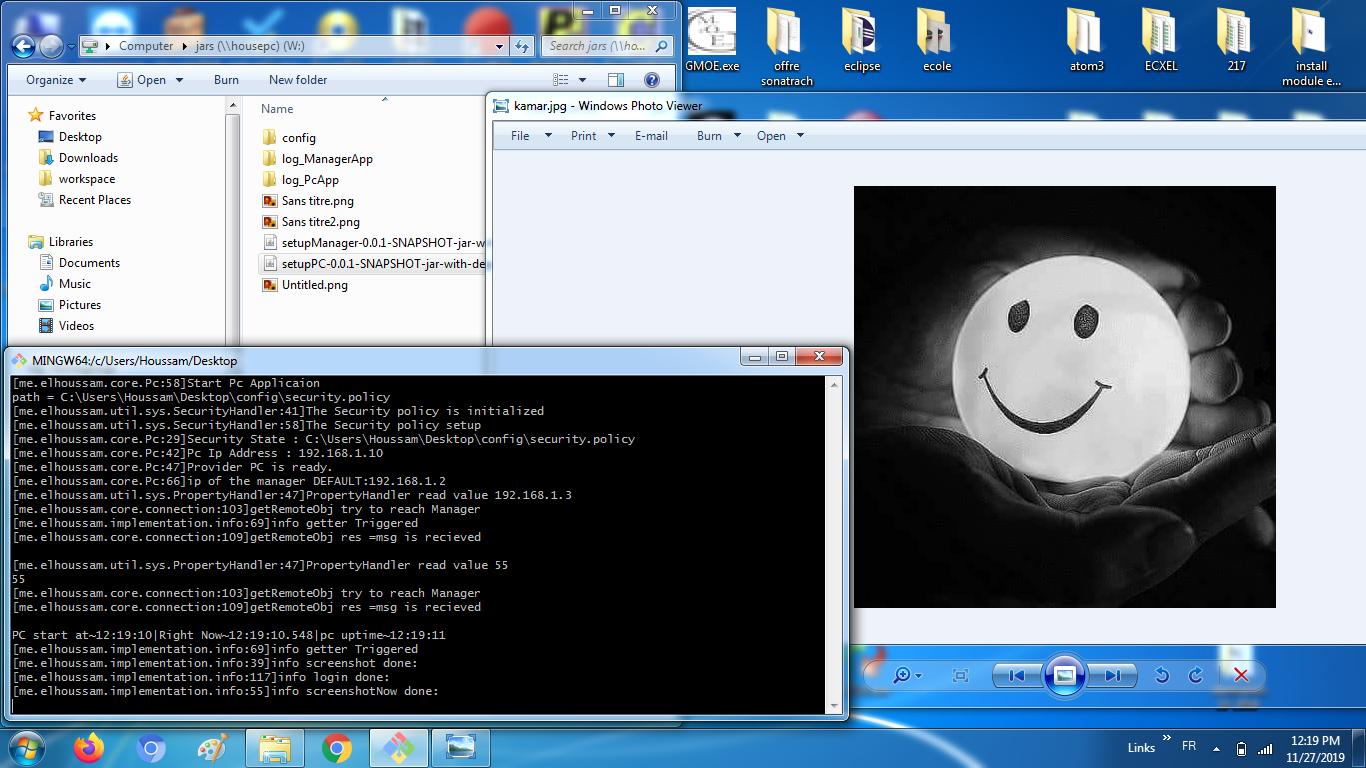 jars (\\housepc) (W:)
Computer
Search jars (\\ho...
Organize
Open
Burn
New folder
Favorites
Desktop
Downloads
workspace
Recent Places
Libraries
Documents
Music
Pictures
Videos
Name
config
log_ManagerApp
log_PcApp
Sans titre.png
Sans titre2.png
setupManager-0.0.1-SNAPSHOT-jar-w
setupPC-0.0.1-SNAPSHOT-jar-with-de
Untitled.png
GMOE.exe
offre
sonatrach
eclipse
ecole
atom3
ECXEL
217
install
module e...
kamar.jpg - Windows Photo Viewer
File
Print
E-mail
Burn
Open
MINGW64:/c/Users/Houssam/Desktop
[me.elhoussam.core.Pc:58]Start Pc Applicaion
path = C:\Users\Houssam\Desktop\config\security.policy
[me.elhoussam.util.sys.SecurityHandler:41]The Security policy is initialized
[me.elhoussam.util.sys.SecurityHandler:58]The Security policy setup
[me.elhoussam.core.Pc:29]Security State : C:\Users\Houssam\Desktop\config\security.policy
[me.elhoussam.core.Pc:42]Pc Ip Address : 192.168.1.10
[me.elhoussam.core.Pc:47]Provider PC is ready.
[me.elhoussam.core.Pc:66]ip of the manager DEFAULT:192.168.1.2
[me.elhoussam.util.sys.PropertyHandler:47]PropertyHandler read value 192.168.1.3
[me.elhoussam.core.connection:103]getRemoteObj try to reach Manager
[me.elhoussam.implementation.info:69]info getter Triggered
[me.elhoussam.core.connection:109]getRemoteObj res =msg is recieved
[me.elhoussam.util.sys.PropertyHandler:47]PropertyHandler read value 55
55
[me.elhoussam.core.connection:103]getRemoteObj try to reach Manager
[me.elhoussam.core.connection:109]getRemoteObj res =msg is recieved
PC start at~12:19:10|Right Now~12:19:10.548|pc uptime~12:19:11
[me.elhoussam.implementation.info:69]info getter Triggered
[me.elhoussam.implementation.info:39]info screenshot done:
[me.elhoussam.implementation.info:117]info login ddne:
[me.elhoussam.implementation.info:55]info screenshotNow done:
Links
FR
12:19 PM
11/27/2019